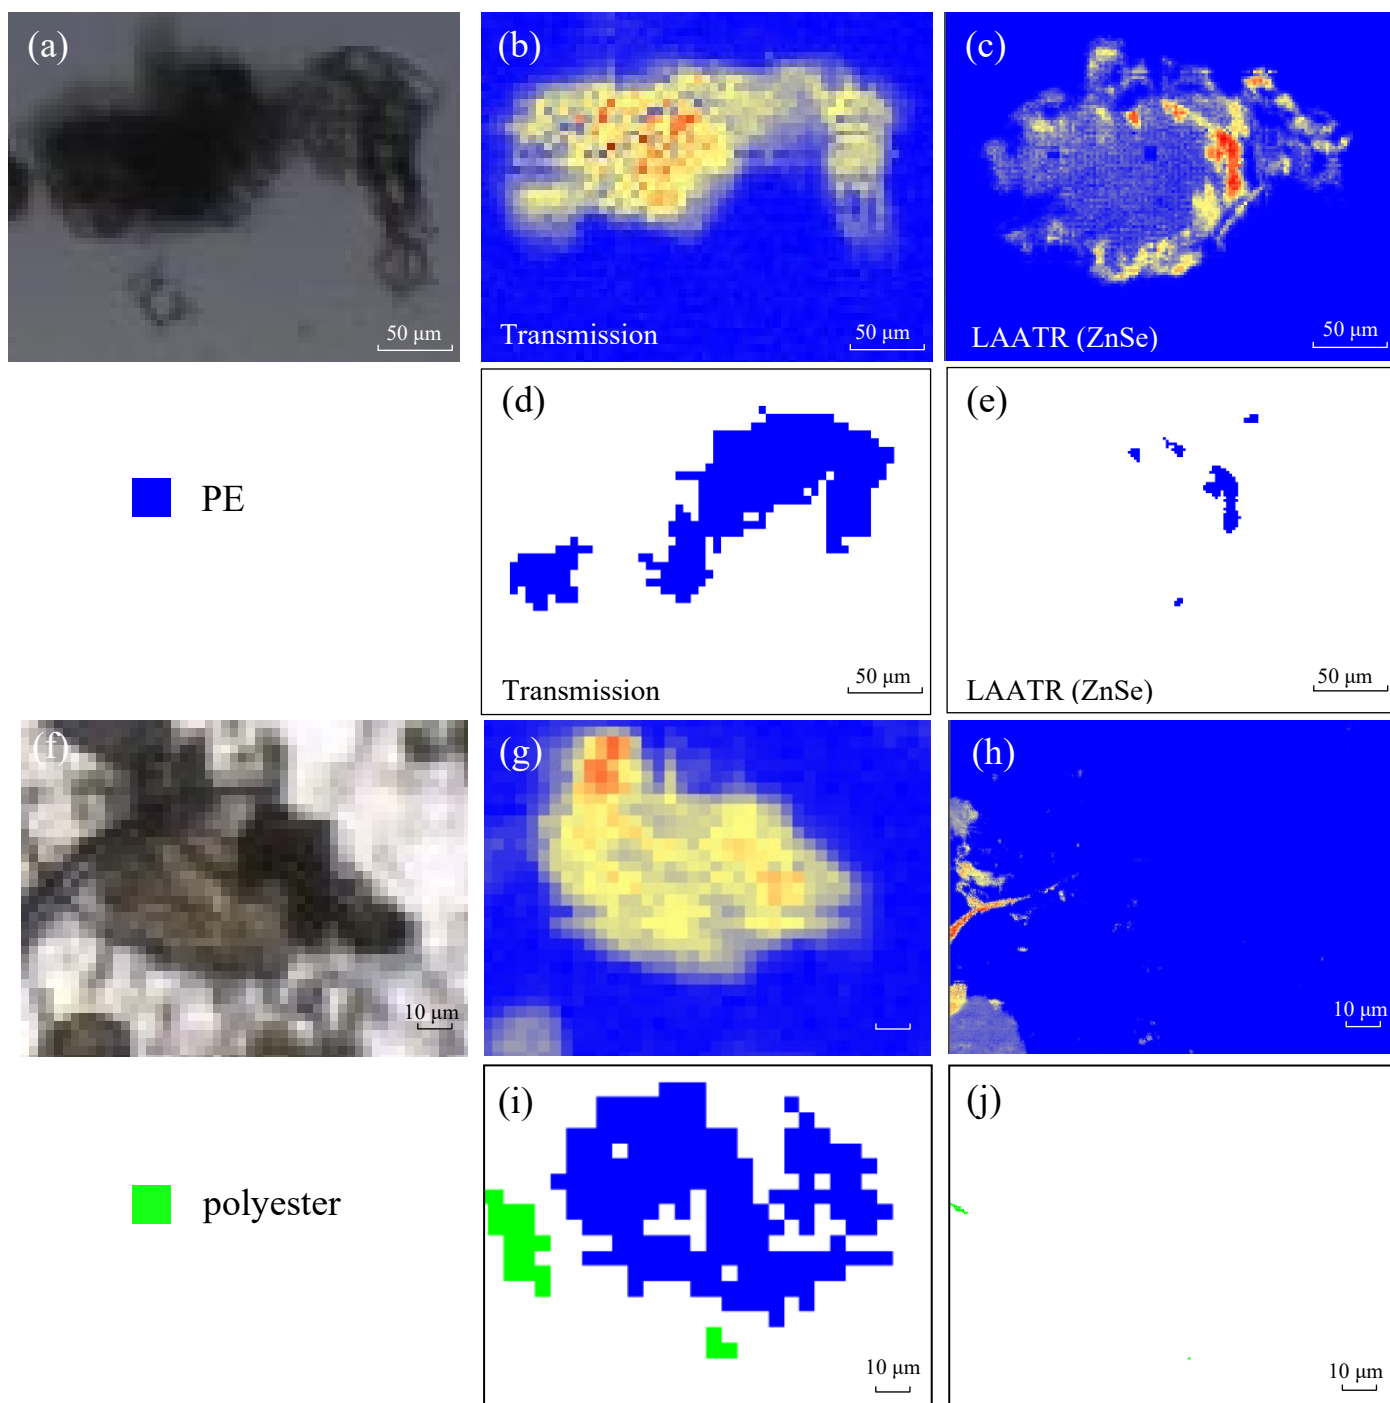 (a)
50 μm
(b)
Transmission
50 μm
(c)
LAATR (ZnSe)
50 μm
PE
(d)
Transmission
50 μm
(e)
LAATR (ZnSe)
50 μm
(f)
10 μm
(g)
(h)
10 μm
polyester
(i)
10 μm
(j)
10 μm